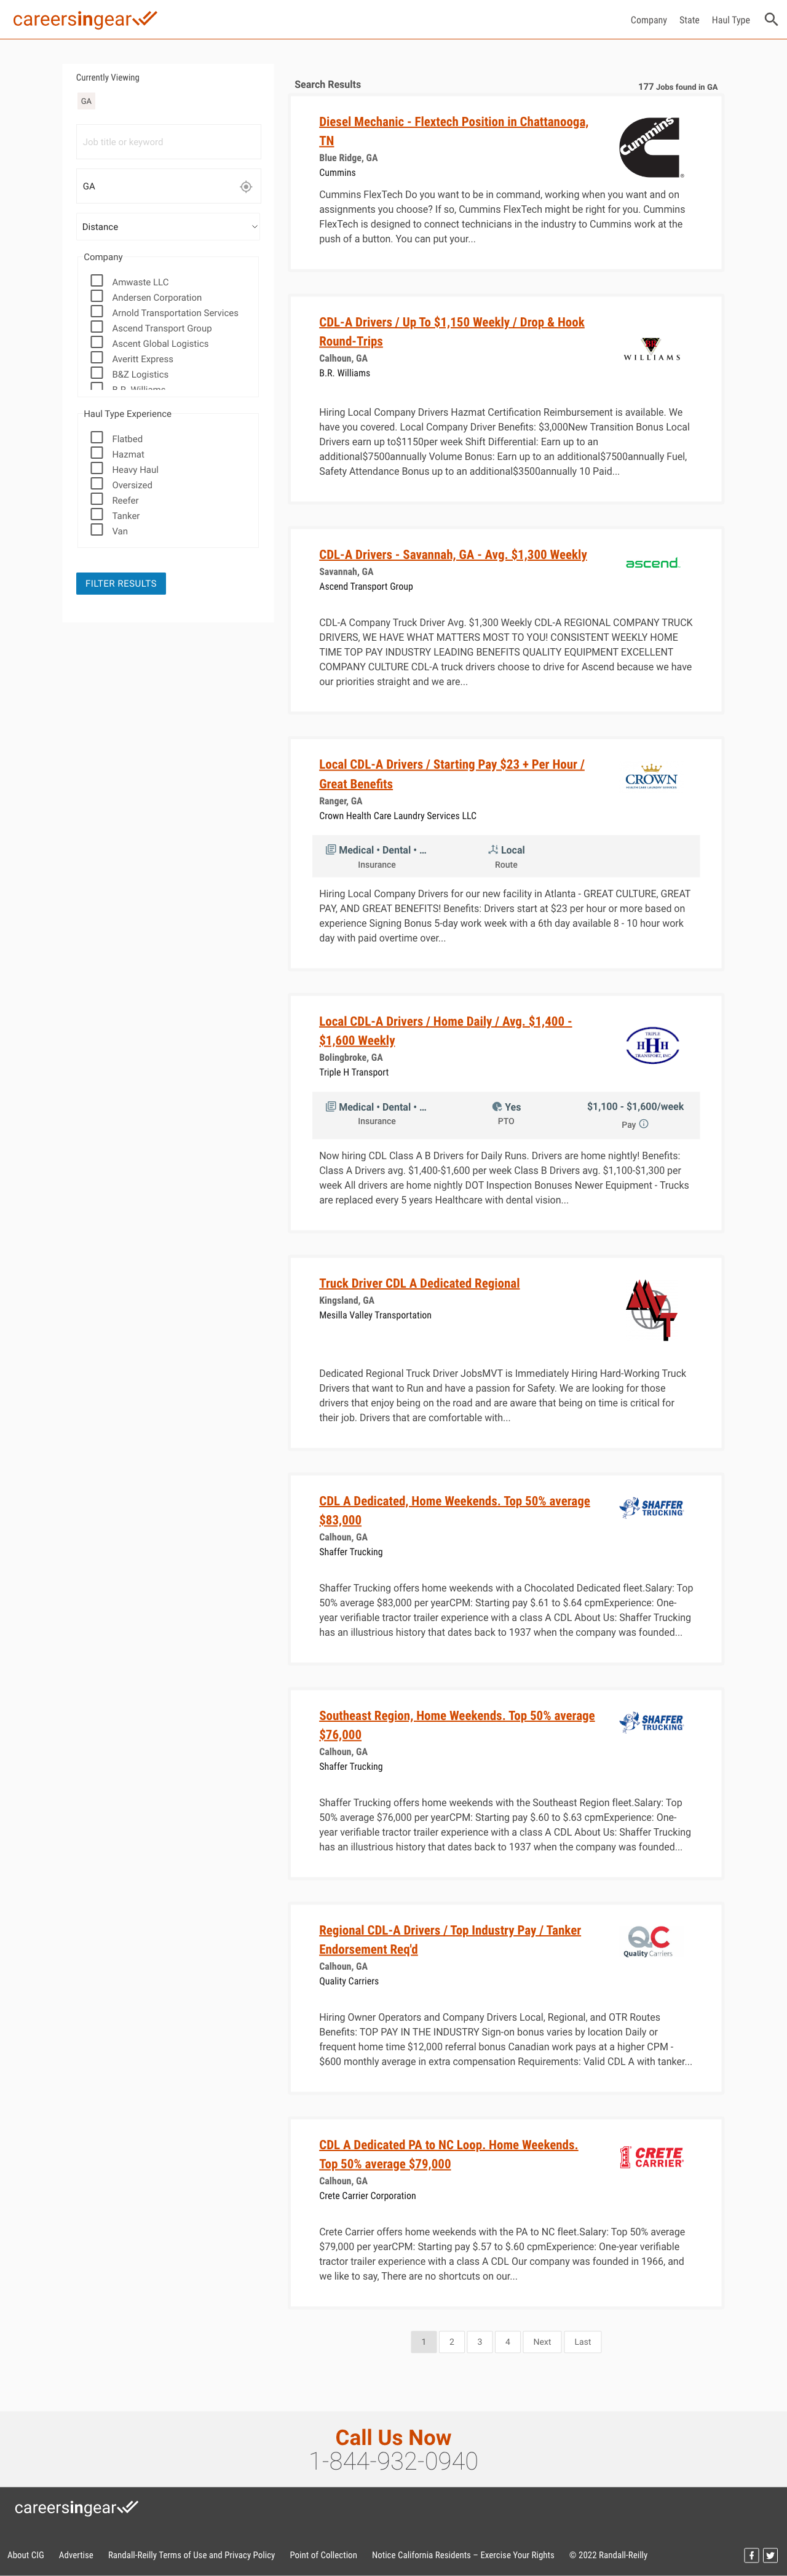 careersingear
Company State Haul Type
Currently Viewing
GA
Job title or keyword
GA
Distance
Company
Amwaste LLC
Andersen Corporation
Arnold Transportation Services
Ascend Transport Group
Ascent Global Logistics
Averitt Express
B&Z Logistics
B.R. Williams
Haul Type Experience
Flatbed
Hazmat
Heavy Haul
Oversized
Reefer
Tanker
Van
FILTER RESULTS
Search Results
177 Jobs found in GA
Diesel Mechanic - Flextech Position in Chattanooga,
TN
Blue Ridge, GA
Cummins
Cummins
Cummins FlexTech Do you want to be in command, working when you want and on
assignments you choose? If so, Cummins FlexTech might be right for you. Cummins
FlexTech is designed to connect technicians in the industry to Cummins work at the
push of a button. You can put your...
CDL-A Drivers / Up To $1,150 Weekly / Drop & Hook
Round-Trips
Calhoun, GA
B.R. Williams
WILLIAMS
Hiring Local Company Drivers Hazmat Certification Reimbursement is available. We
have you covered. Local Company Driver Benefits: $3,000New Transition Bonus Local
Drivers earn up to$1150per week Shift Differential: Earn up to an
additional$7500annually Volume Bonus: Earn up to an additional$7500annually Fuel,
Safety Attendance Bonus up to an additional$3500annually 10 Paid...
CDL-A Drivers - Savannah, GA - Avg. $1,300 Weekly
Savannah, GA
Ascend Transport Group
ascend
CDL-A Company Truck Driver Avg. $1,300 Weekly CDL-A REGIONAL COMPANY TRUCK
DRIVERS, WE HAVE WHAT MATTERS MOST TO YOU! CONSISTENT WEEKLY HOME
TIME TOP PAY INDUSTRY LEADING BENEFITS QUALITY EQUIPMENT EXCELLENT
COMPANY CULTURE CDL-A truck drivers choose to drive for Ascend because we have
our priorities straight and we are...
Local CDL-A Drivers / Starting Pay $23 + Per Hour /
Great Benefits
Ranger, GA
Crown Health Care Laundry Services LLC
CROWN
HEALTH CARE LAUNDRY SERVICES
Medical • Dental • ...
Insurance
Local
Route
Hiring Local Company Drivers for our new facility in Atlanta - GREAT CULTURE, GREAT
PAY, AND GREAT BENEFITS! Benefits: Drivers start at $23 per hour or more based on
experience Signing Bonus 5-day work week with a 6th day available 8 - 10 hour work
day with paid overtime over...
Local CDL-A Drivers / Home Daily / Avg. $1,400 -
$1,600 Weekly
Bolingbroke, GA
Triple H Transport
TRIPLE
HHH
TRANSPORT, INC.
Medical • Dental • ...
Insurance
Yes
PTO
$1,100 - $1,600/week
Pay
Now hiring CDL Class A B Drivers for Daily Runs. Drivers are home nightly! Benefits:
Class A Drivers avg. $1,400-$1,600 per week Class B Drivers avg. $1,100-$1,300 per
week All drivers are home nightly DOT Inspection Bonuses Newer Equipment - Trucks
are replaced every 5 years Healthcare with dental vision...
Truck Driver CDL A Dedicated Regional
Kingsland, GA
Mesilla Valley Transportation
MVT
Dedicated Regional Truck Driver JobsMVT is Immediately Hiring Hard-Working Truck
Drivers that want to Run and have a passion for Safety. We are looking for those
drivers that enjoy being on the road and are aware that being on time is critical for
their job. Drivers that are comfortable with...
CDL A Dedicated, Home Weekends. Top 50% average
$83,000
Calhoun, GA
Shaffer Trucking
SHAFFER
TRUCKING
Shaffer Trucking offers home weekends with a Chocolated Dedicated fleet.Salary: Top
50% average $83,000 per yearCPM: Starting pay $.61 to $.64 cpmExperience: One-
year verifiable tractor trailer experience with a class A CDL About Us: Shaffer Trucking
has an illustrious history that dates back to 1937 when the company was founded...
Southeast Region, Home Weekends. Top 50% average
$76,000
Calhoun, GA
Shaffer Trucking
SHAFFER
TRUCKING
Shaffer Trucking offers home weekends with the Southeast Region fleet.Salary: Top
50% average $76,000 per yearCPM: Starting pay $.60 to $.63 cpmExperience: One-
year verifiable tractor trailer experience with a class A CDL About Us: Shaffer Trucking
has an illustrious history that dates back to 1937 when the company was founded...
Regional CDL-A Drivers / Top Industry Pay / Tanker
Endorsement Req'd
Calhoun, GA
Quality Carriers
QC
Quality Carriers
Hiring Owner Operators and Company Drivers Local, Regional, and OTR Routes
Benefits: TOP PAY IN THE INDUSTRY Sign-on bonus varies by location Daily or
frequent home time $12,000 referral bonus Canadian work pays at a higher CPM -
$600 monthly average in extra compensation Requirements: Valid CDL A with tanker...
CDL A Dedicated PA to NC Loop. Home Weekends.
Top 50% average $79,000
Calhoun, GA
Crete Carrier Corporation
CRETE
CARRIER
Crete Carrier offers home weekends with the PA to NC fleet.Salary: Top 50% average
$79,000 per yearCPM: Starting pay $.57 to $.60 cpmExperience: One-year verifiable
tractor trailer experience with a class A CDL Our company was founded in 1966, and
we like to say, There are no shortcuts on our...
1 2 3 4 Next Last
Call Us Now
1-844-932-0940
careersingear
About CIG Advertise Randall-Reilly Terms of Use and Privacy Policy Point of Collection Notice California Residents – Exercise Your Rights © 2022 Randall-Reilly